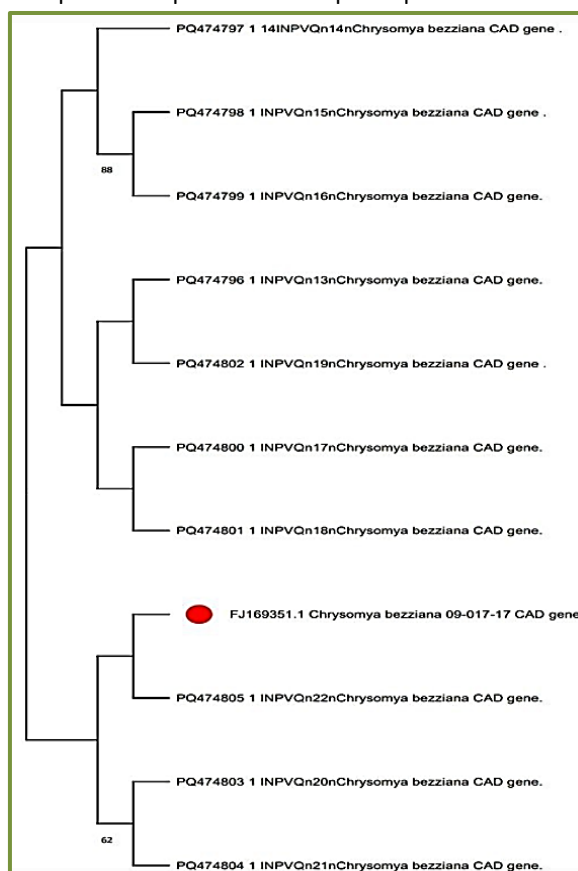 PQ474797 1 14INPVQn14nChrysomya bezziana CAD gene .
PQ474798 1 INPVQn15nChrysomya bezziana CAD gene .
88
PQ474799 1 INPVQn16nChrysomya bezziana CAD gene.
PQ474796 1 INPVQn13nChrysomya bezziana CAD gene.
PQ474802 1 INPVQn19nChrysomya bezziana CAD gene .
PQ474800 1 INPVQn17nChrysomya bezziana CAD gene.
PQ474801 1 INPVQn18nChrysomya bezziana CAD gene.
FJ169351.1 Chrysomya bezziana 09-017-17 CAD gene
PQ474805 1 INPVQn22nChrysomya bezziana CAD gene.
PQ474803 1 INPVQn20nChrysomya bezziana CAD gene.
62
PQ474804 1 INPVQn21nChrysomya bezziana CAD gene.